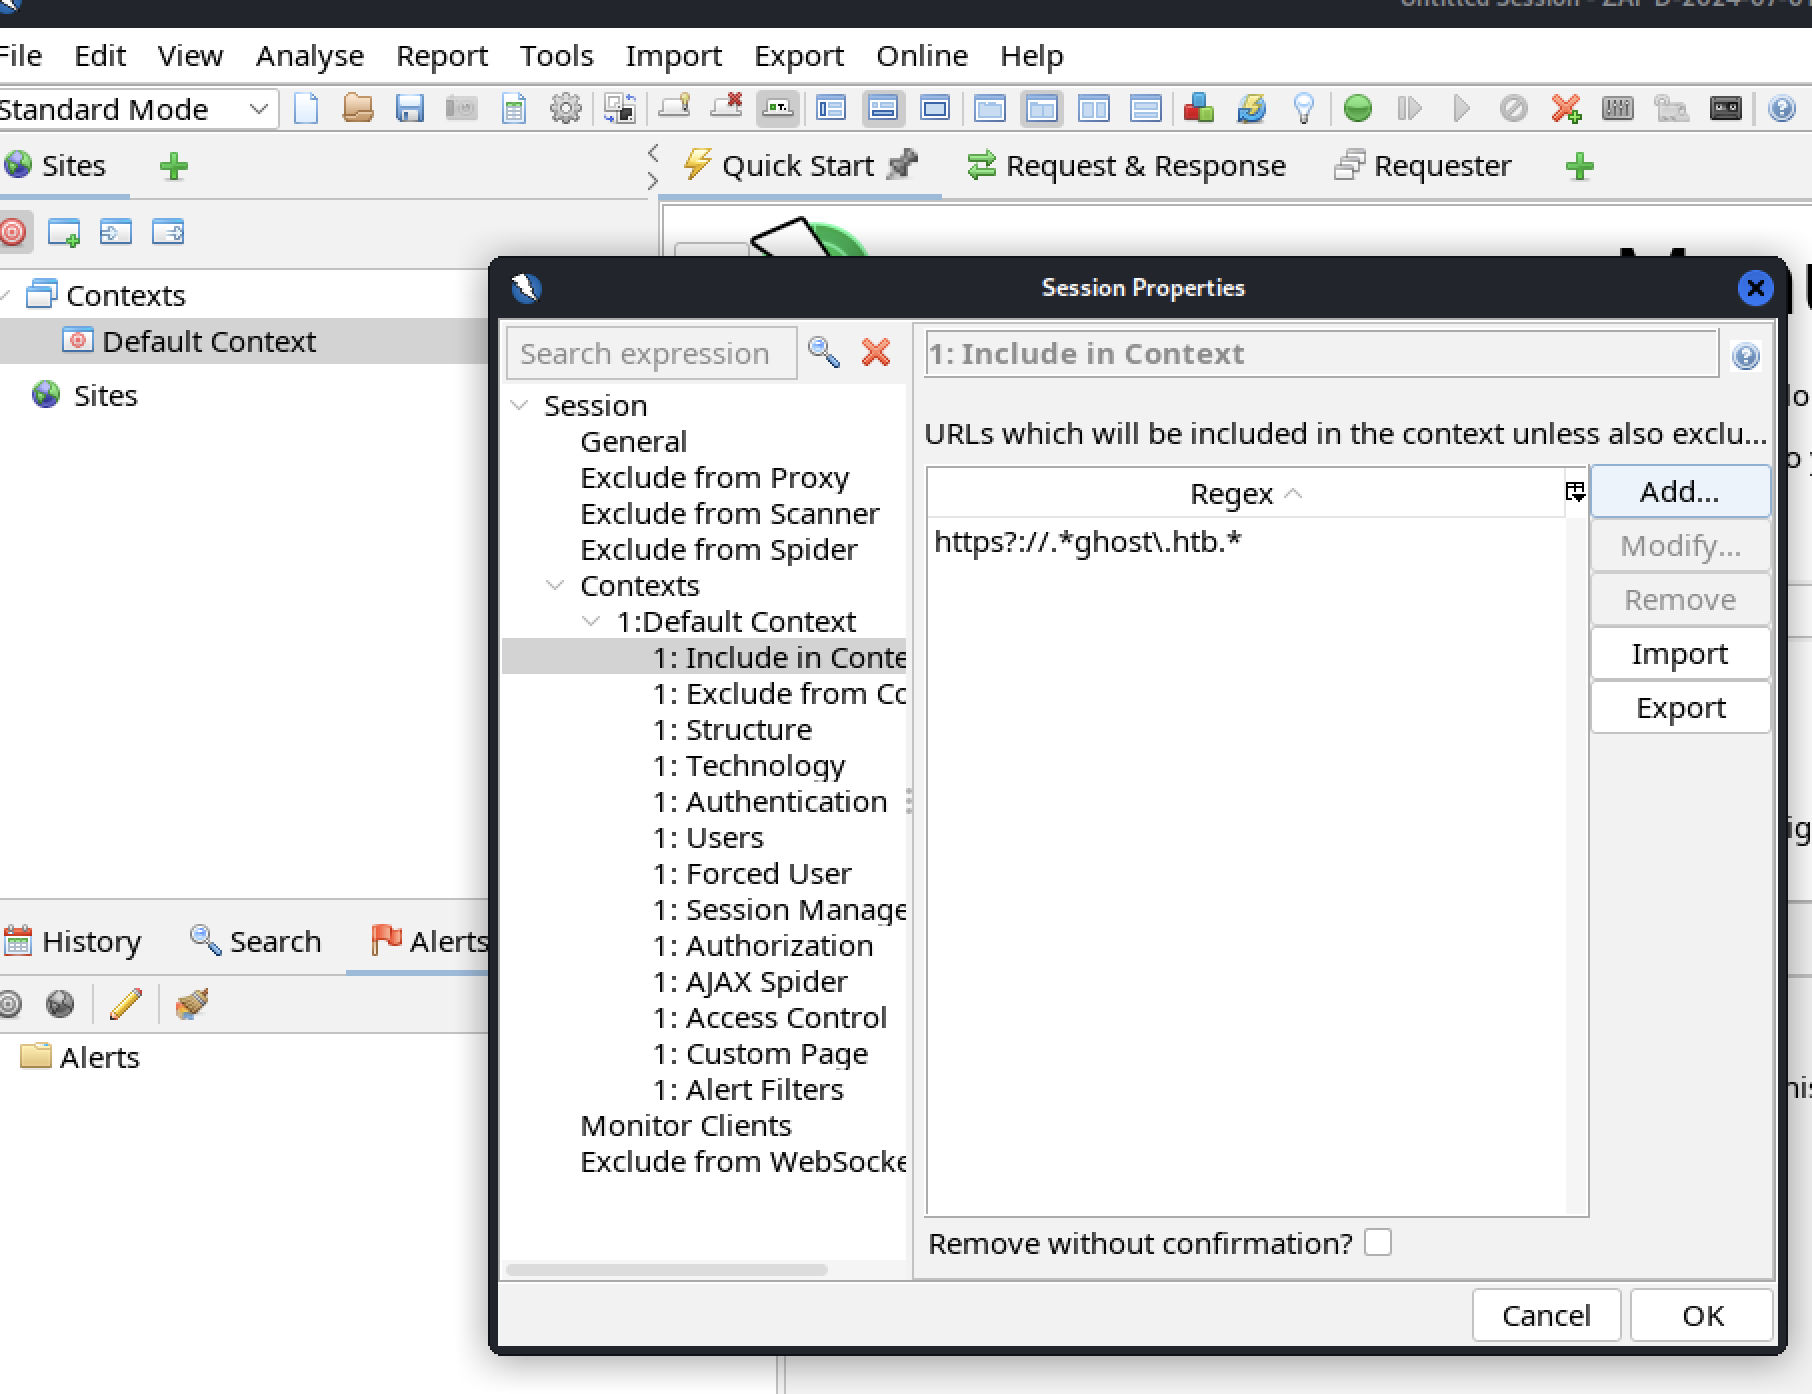 Untitled Session - ZAP D-2024-07-01
File Edit View Analyse Report Tools Import Export Online Help
Standard Mode
Sites
Quick Start Request & Response Requester
Contexts
Default Context
Sites
Session Properties
Search expression
Session
General
Exclude from Proxy
Exclude from Scanner
Exclude from Spider
Contexts
1:Default Context
1: Include in Conte
1: Exclude from Co
1: Structure
1: Technology
1: Authentication
1: Users
1: Forced User
1: Session Manage
1: Authorization
1: AJAX Spider
1: Access Control
1: Custom Page
1: Alert Filters
Monitor Clients
Exclude from WebSocke
1: Include in Context
URLs which will be included in the context unless also exclu...
Regex
https?://.*ghost\.htb.*
Add...
Modify...
Remove
Import
Export
Remove without confirmation?
Cancel OK
History Search Alerts
Alerts